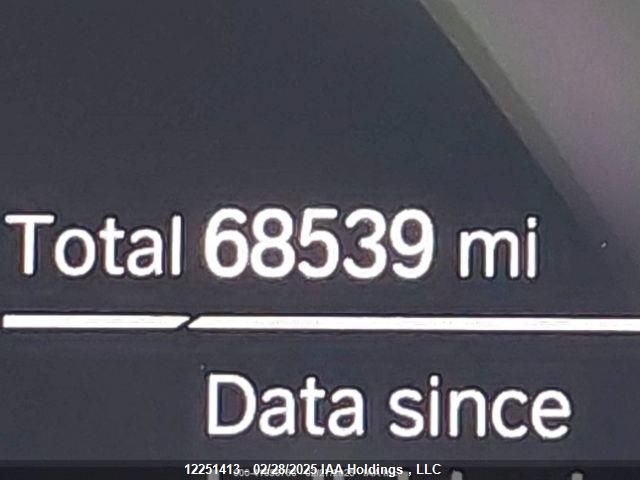 Total 68539 mi
Data since
12251413 - 02/28/2025 IAA Holdings , LLC